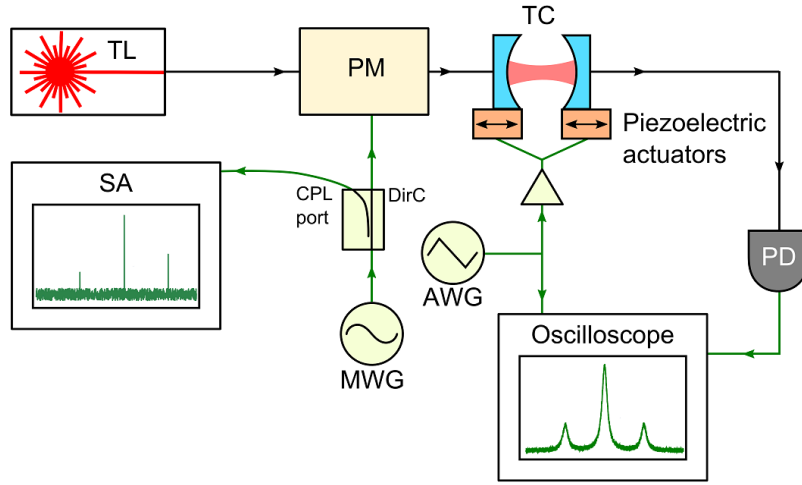 TL
PM
TC
Piezoelectric
actuators
SA
CPL
port
DirC
PD
AWG
MWG
Oscilloscope